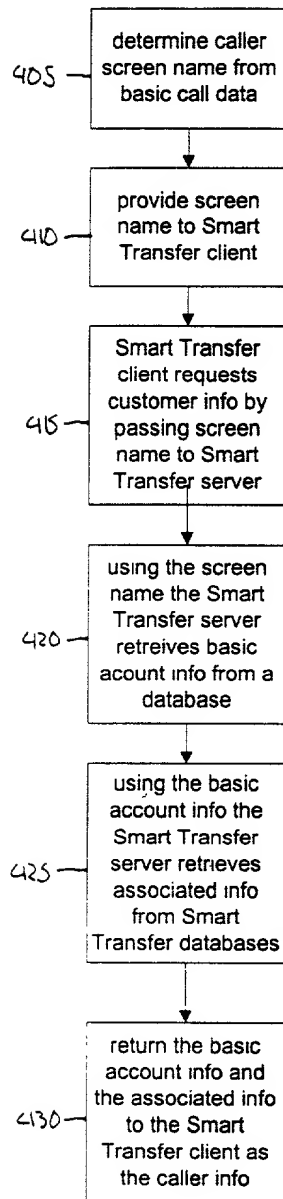 determine caller
screen name from
basic call data
405
provide screen
name to Smart
Transfer client
410
Smart Transfer
client requests
customer info by
passing screen
name to Smart
Transfer server
415
using the screen
name the Smart
Transfer server
retreives basic
acount info from a
database
420
using the basic
account info the
Smart Transfer
server retrieves
associated info
from Smart
Transfer databases
425
return the basic
account info and
the associated info
to the Smart
Transfer client as
the caller info
430